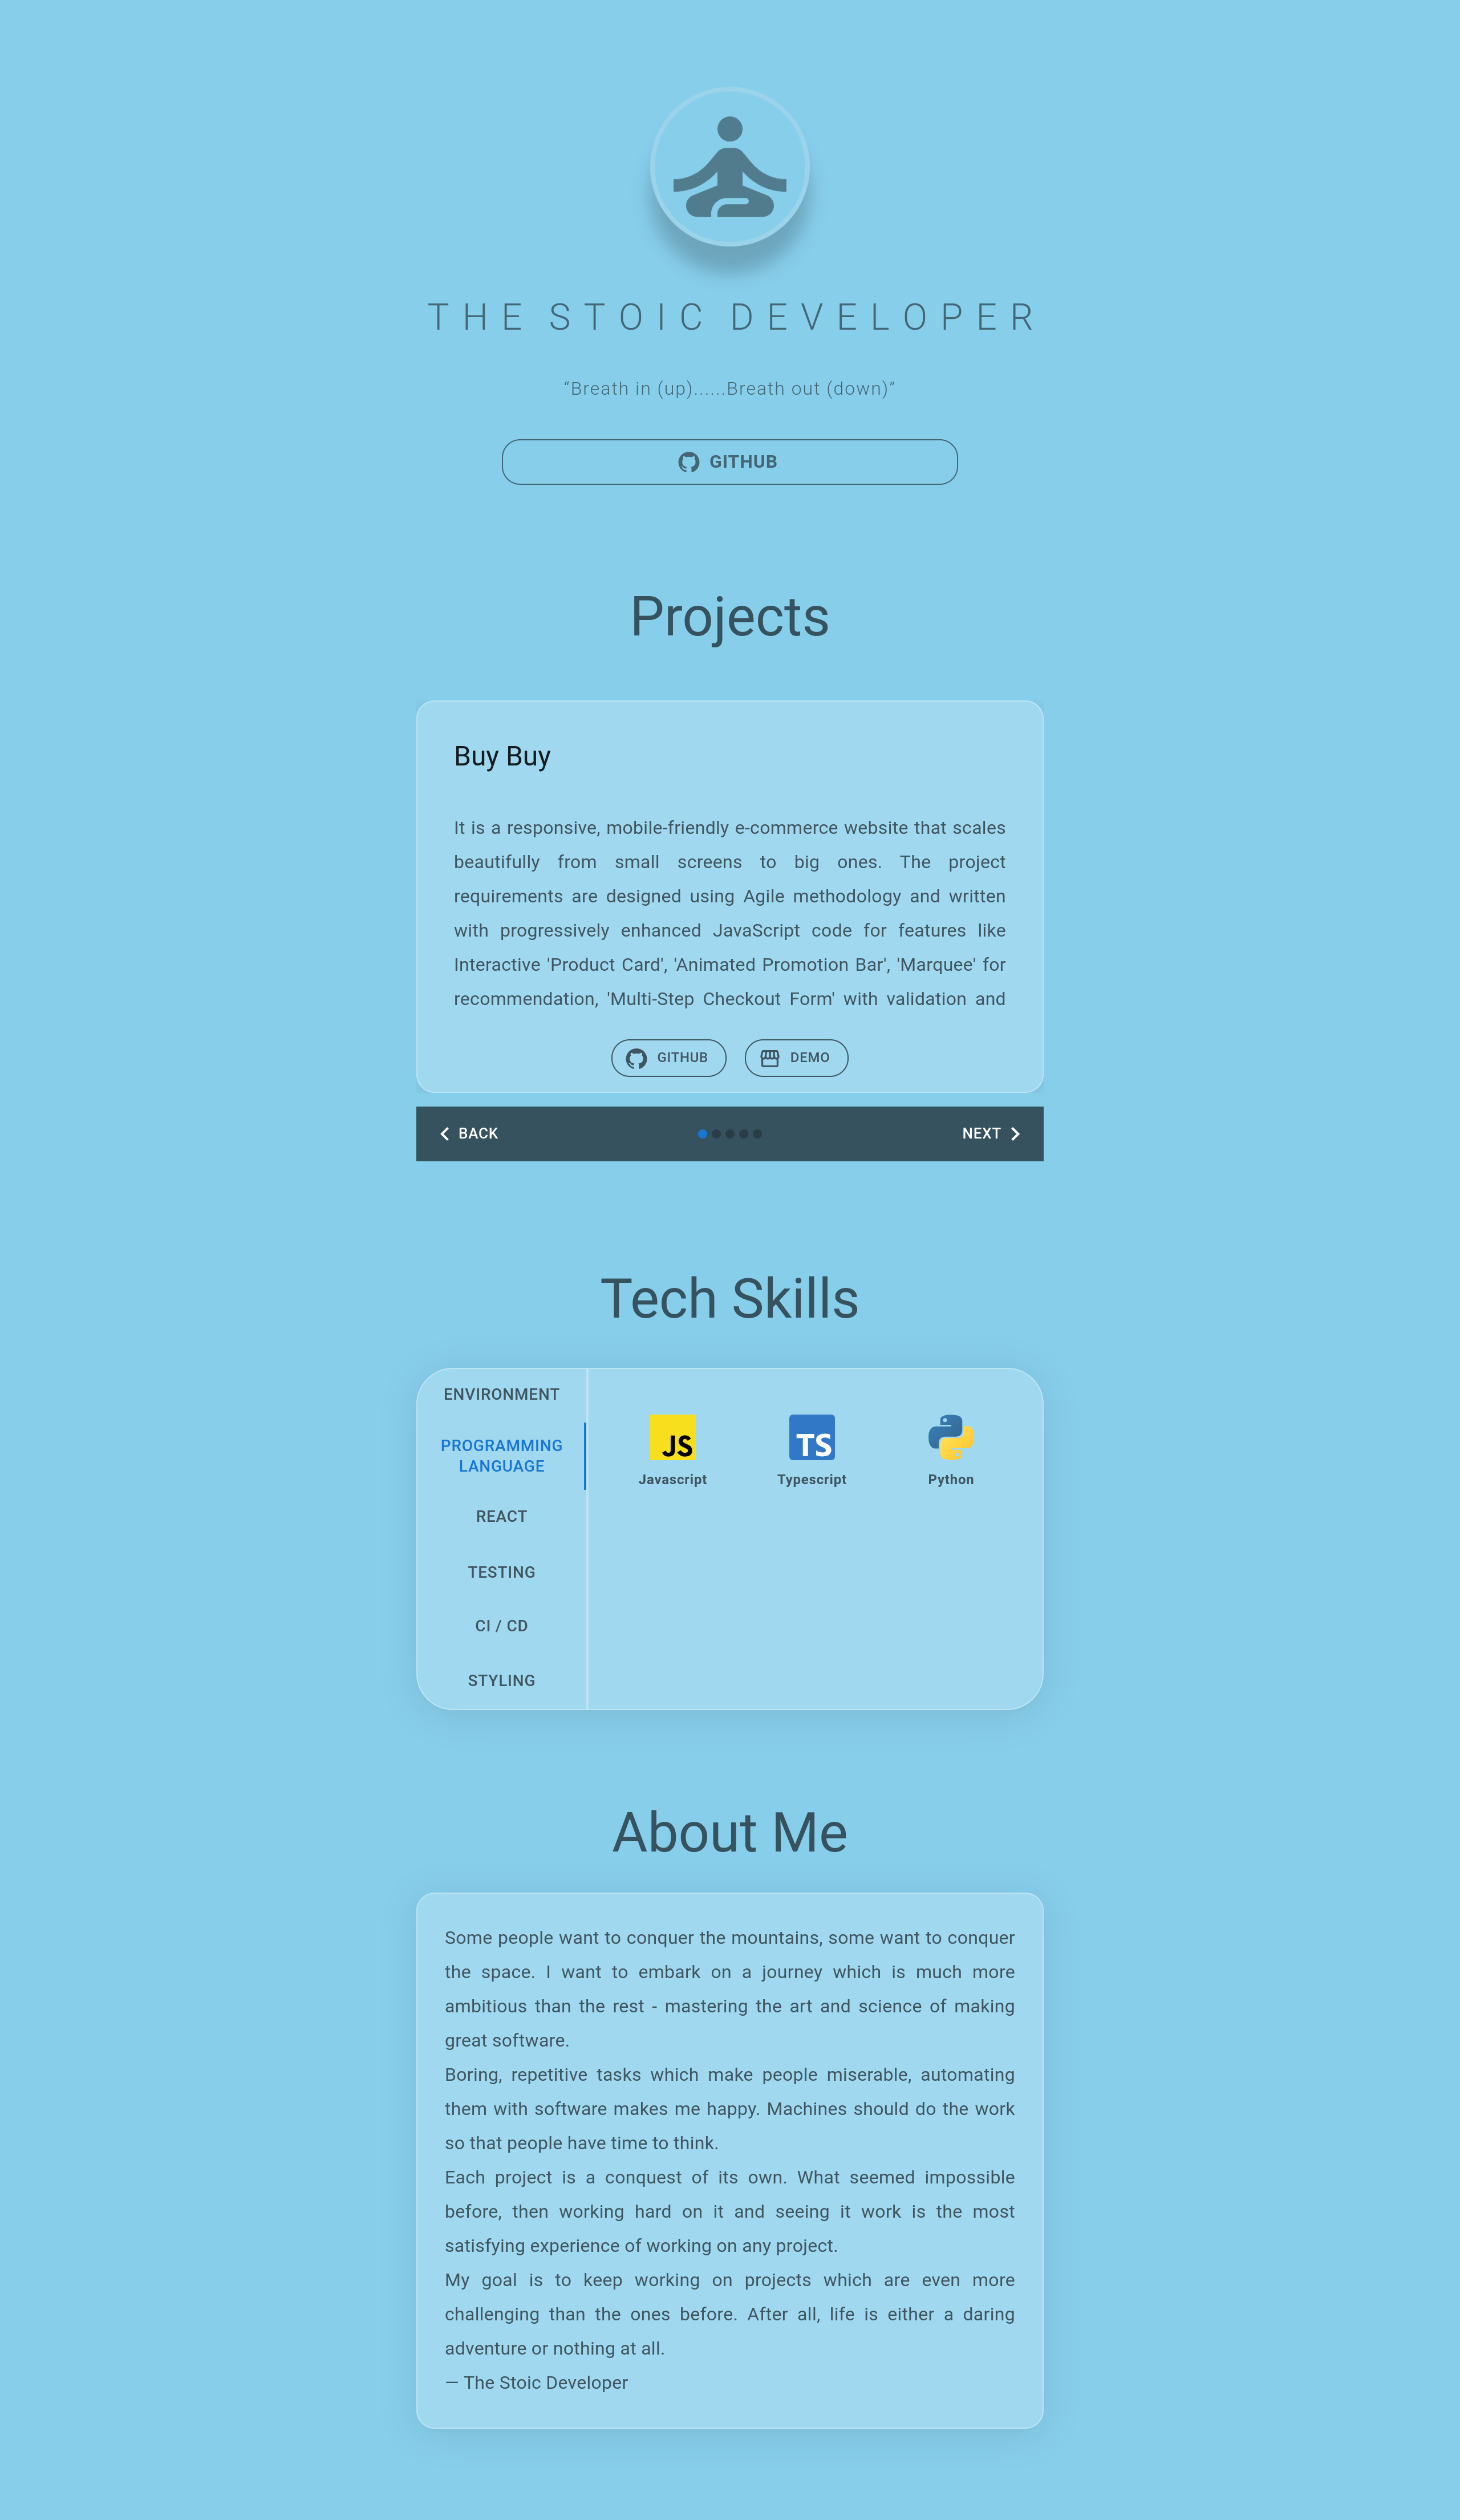 THE STOIC DEVELOPER
“Breath in (up)......Breath out (down)”
GITHUB
Projects
Buy Buy
It is a responsive, mobile-friendly e-commerce website that scales
beautifully from small screens to big ones. The project
requirements are designed using Agile methodology and written
with progressively enhanced JavaScript code for features like
Interactive 'Product Card', 'Animated Promotion Bar', 'Marquee' for
recommendation, 'Multi-Step Checkout Form' with validation and
GITHUB
DEMO
BACK
NEXT
Tech Skills
ENVIRONMENT
PROGRAMMING
LANGUAGE
REACT
TESTING
CI / CD
STYLING
JS
TS
Javascript
Typescript
Python
About Me
Some people want to conquer the mountains, some want to conquer
the space. I want to embark on a journey which is much more
ambitious than the rest - mastering the art and science of making
great software.
Boring, repetitive tasks which make people miserable, automating
them with software makes me happy. Machines should do the work
so that people have time to think.
Each project is a conquest of its own. What seemed impossible
before, then working hard on it and seeing it work is the most
satisfying experience of working on any project.
My goal is to keep working on projects which are even more
challenging than the ones before. After all, life is either a daring
adventure or nothing at all.
— The Stoic Developer